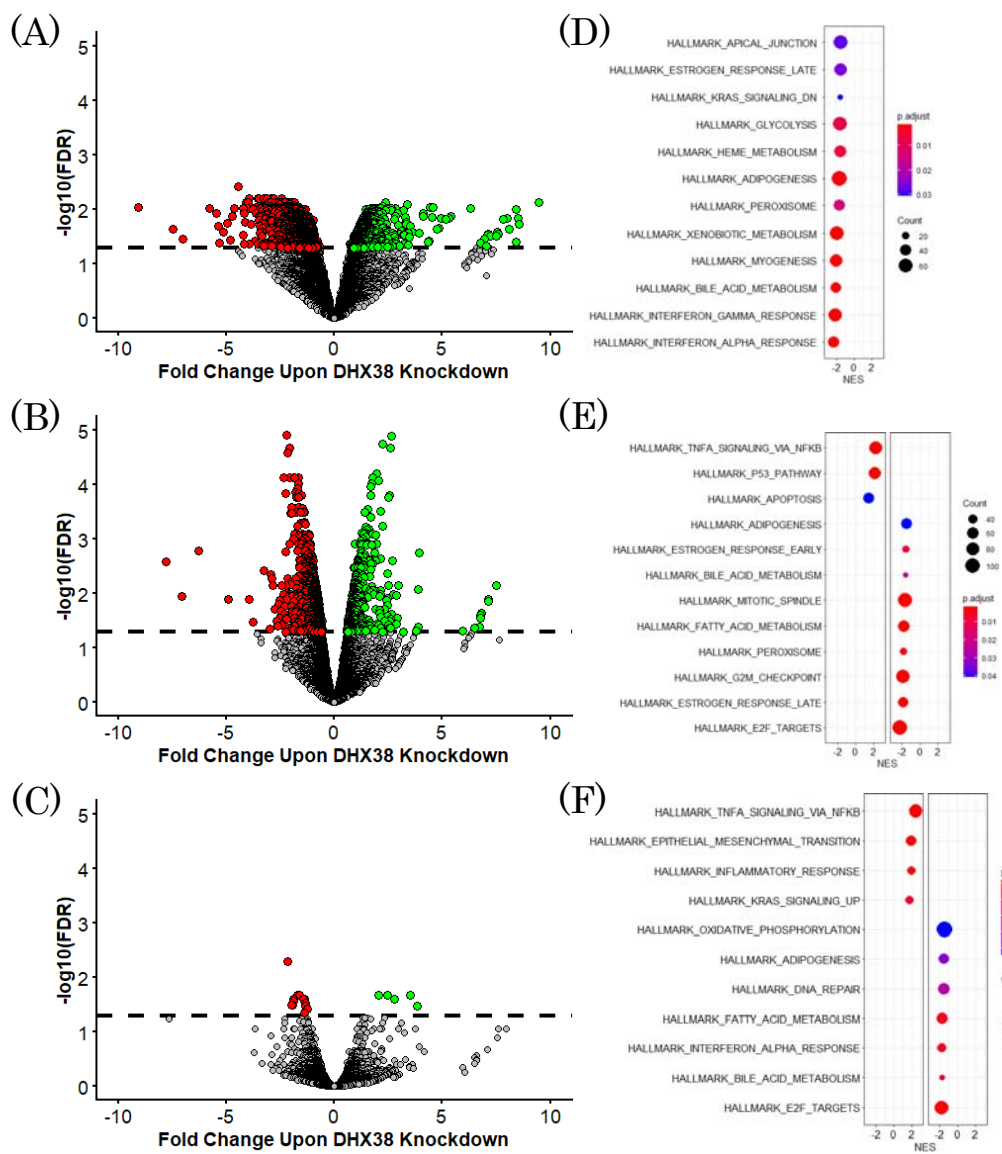 (A)
5
4
3
2
1
0
-log10(FDR)
-10 -5 0 5 10
Fold Change Upon DHX38 Knockdown
(D)
HALLMARK_APICAL_JUNCTION
HALLMARK_ESTROGEN_RESPONSE_LATE
HALLMARK_KRAS_SIGNALING_DN
HALLMARK_GLYCOLYSIS
HALLMARK_HEME_METABOLISM
HALLMARK_ADIPOGENESIS
HALLMARK_PEROXISOME
HALLMARK_XENOBIOTIC_METABOLISM
HALLMARK_MYOGENESIS
HALLMARK_BILE_ACID_METABOLISM
HALLMARK_INTERFERON_GAMMA_RESPONSE
HALLMARK_INTERFERON_ALPHA_RESPONSE
-2 0 2
NES
p.adjust
0.01
0.02
0.03
Count
20
40
60
(B)
5
4
3
2
1
0
-log10(FDR)
-10 -5 0 5 10
Fold Change Upon DHX38 Knockdown
(E)
HALLMARK_TNFA_SIGNALING_VIA_NFKB
HALLMARK_P53_PATHWAY
HALLMARK_APOPTOSIS
HALLMARK_ADIPOGENESIS
HALLMARK_ESTROGEN_RESPONSE_EARLY
HALLMARK_BILE_ACID_METABOLISM
HALLMARK_MITOTIC_SPINDLE
HALLMARK_FATTY_ACID_METABOLISM
HALLMARK_PEROXISOME
HALLMARK_G2M_CHECKPOINT
HALLMARK_ESTROGEN_RESPONSE_LATE
HALLMARK_E2F_TARGETS
-2 0 2 -2 0 2
NES
Count
40
60
80
100
p.adjust
0.01
0.02
0.03
0.04
(C)
5
4
3
2
1
0
-log10(FDR)
-10 -5 0 5 10
Fold Change Upon DHX38 Knockdown
(F)
HALLMARK_TNFA_SIGNALING_VIA_NFKB
HALLMARK_EPITHELIAL_MESENCHYMAL_TRANSITION
HALLMARK_INFLAMMATORY_RESPONSE
HALLMARK_KRAS_SIGNALING_UP
HALLMARK_OXIDATIVE_PHOSPHORYLATION
HALLMARK_ADIPOGENESIS
HALLMARK_DNA_REPAIR
HALLMARK_FATTY_ACID_METABOLISM
HALLMARK_INTERFERON_ALPHA_RESPONSE
HALLMARK_BILE_ACID_METABOLISM
HALLMARK_E2F_TARGETS
-2 0 2 -2 0 2
NES